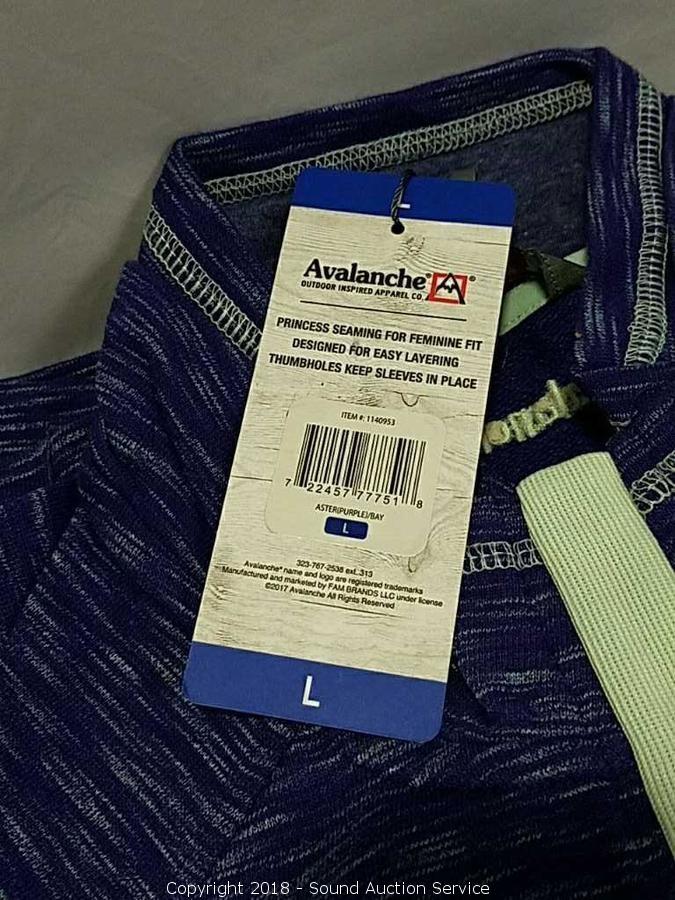 L
Avalanche®
OUTDOOR INSPIRED APPAREL CO.
PRINCESS SEAMING FOR FEMININE FIT
DESIGNED FOR EASY LAYERING
THUMBHOLES KEEP SLEEVES IN PLACE
ITEM #: 1140953
7 22457 77751 8
ASTER(PURPLE)/BAY
L
323-767-2538 ext. 313
Avalanche® name and logo are registered trademarks
Manufactured and marketed by FAM BRANDS LLC under license
©2017 Avalanche All Rights Reserved
L
Copyright 2018 - Sound Auction Service